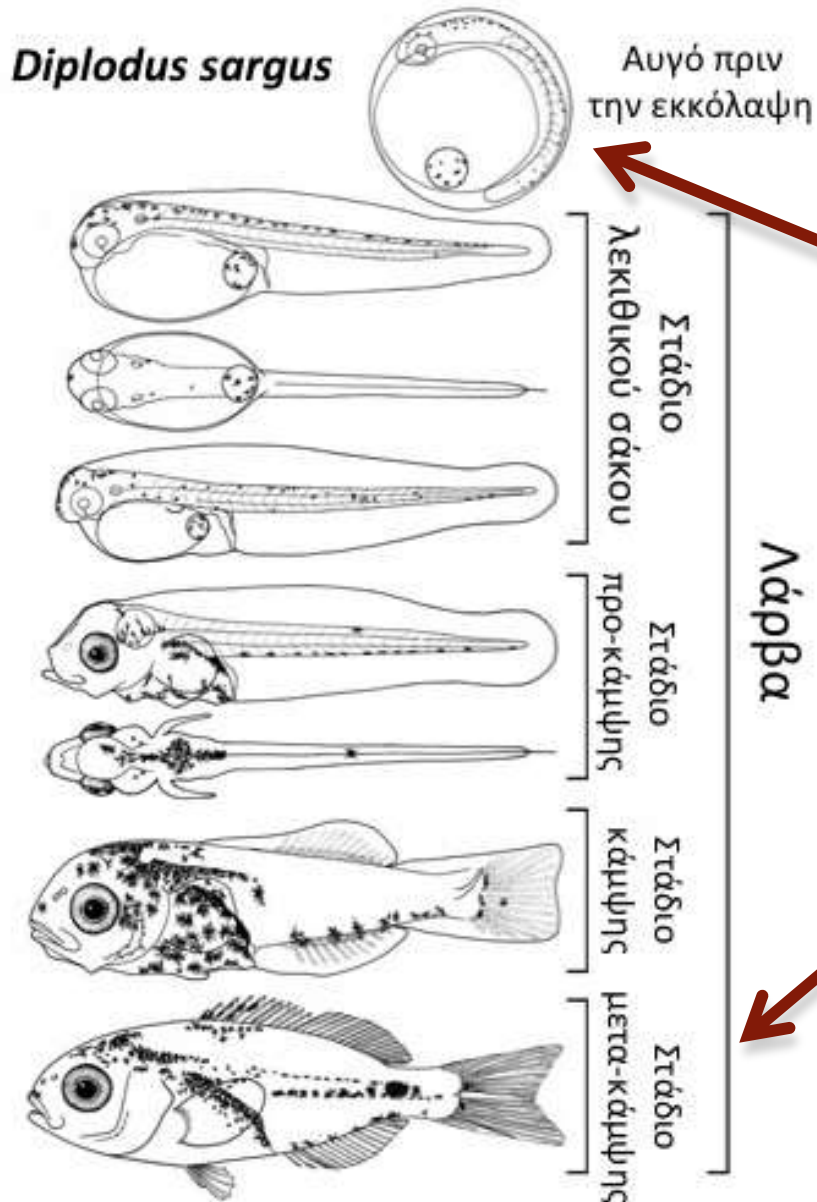 Diplodus sargus
Αυγό πριν
την εκκόλαψη
Στάδιο
λεκιθικού σάκου
Στάδιο
προ-κάμψης
Στάδιο
κάμψης
Στάδιο
μετα-κάμψης
Λάρβα